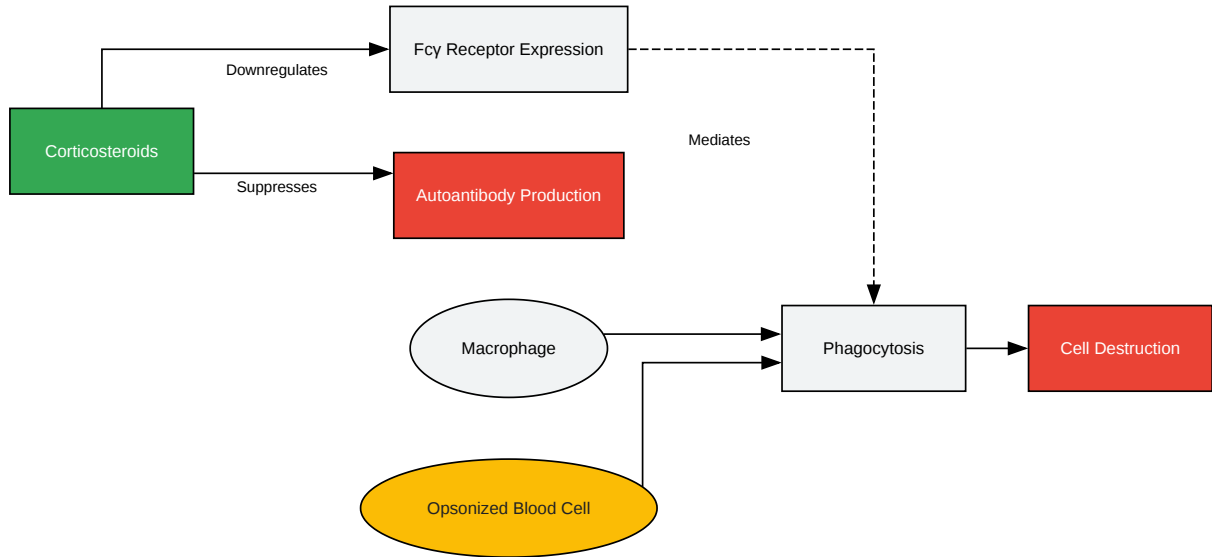 Fcγ Receptor Expression
Downregulates
Mediates
Corticosteroids
Suppresses
Autoantibody Production
Macrophage
Phagocytosis
Cell Destruction
Opsonized Blood Cell